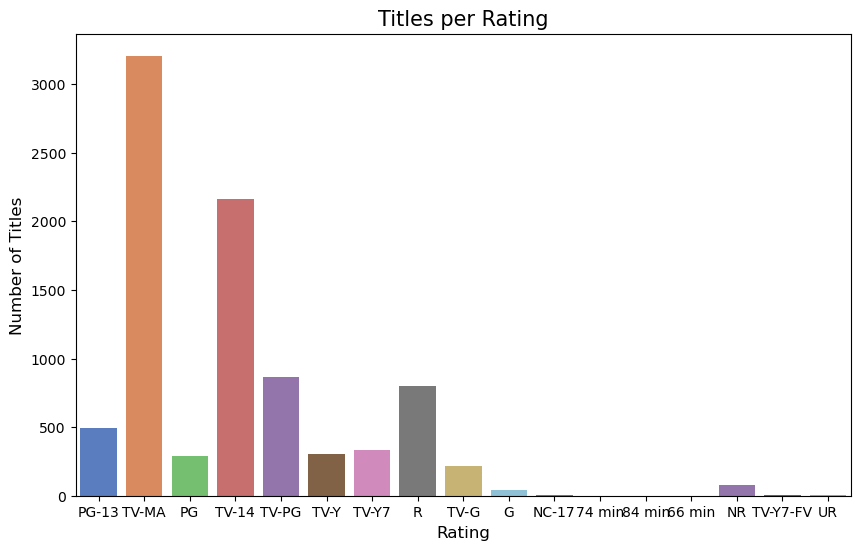 Titles per Rating
Number of Titles
3000
2500
2000
1500
1000
500
0
PG-13 TV-MA PG TV-14 TV-PG TV-Y TV-Y7 R TV-G G NC-17 74 min 84 min 66 min NR TV-Y7-FV UR
Rating